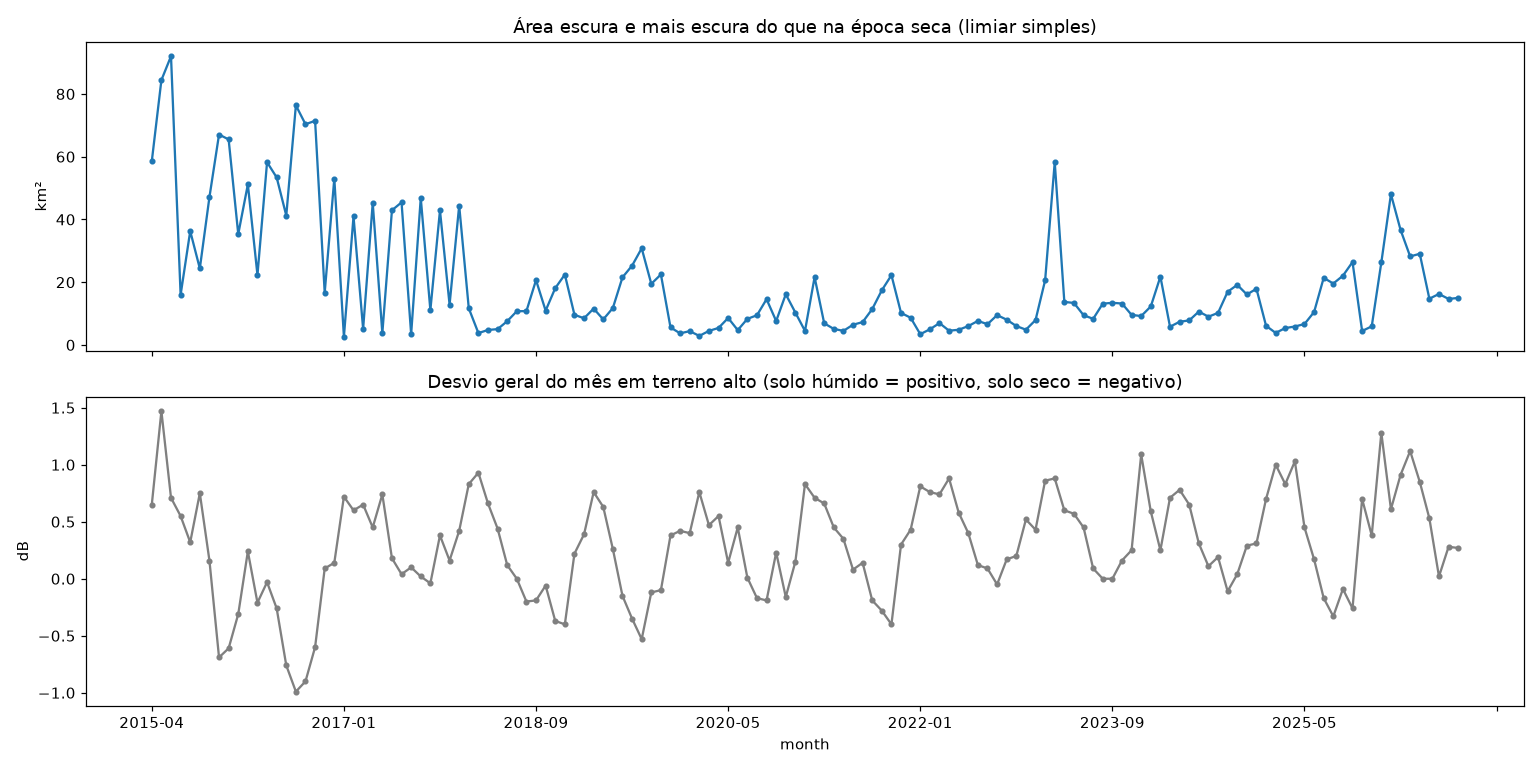 Área escura e mais escura do que na época seca (limiar simples)
80
60
40
20
0
km²
Desvio geral do mês em terreno alto (solo húmido = positivo, solo seco = negativo)
1.5
1.0
0.5
0.0
−0.5
−1.0
dB
2015-04 2017-01 2018-09 2020-05 2022-01 2023-09 2025-05
month